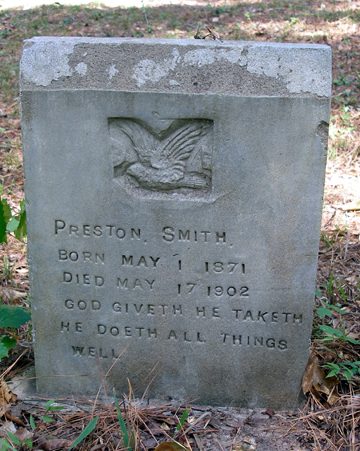 PRESTON, SMITH,
BORN MAY 1 1871
DIED MAY 17 1902
GOD GIVETH HE TAKETH
HE DOETH ALL THINGS
WELL